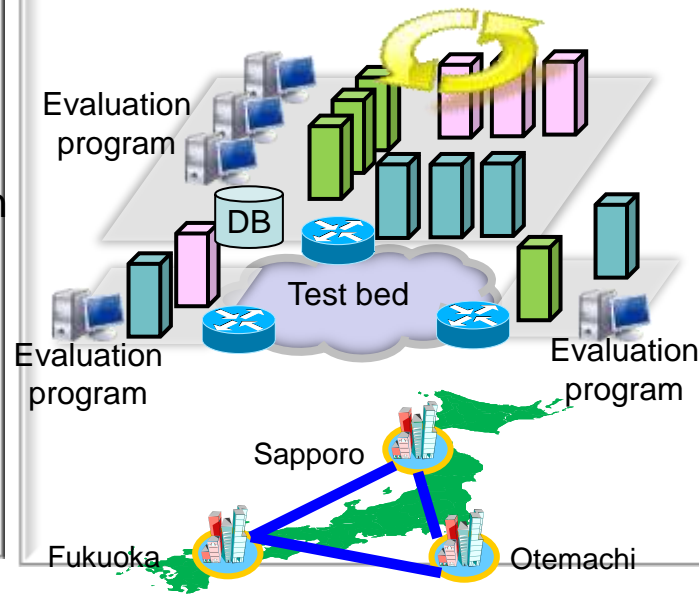 Evaluation
program
n
DB
Test bed
Evaluation
program
Evaluation
program
Sapporo
Fukuoka
Otemachi